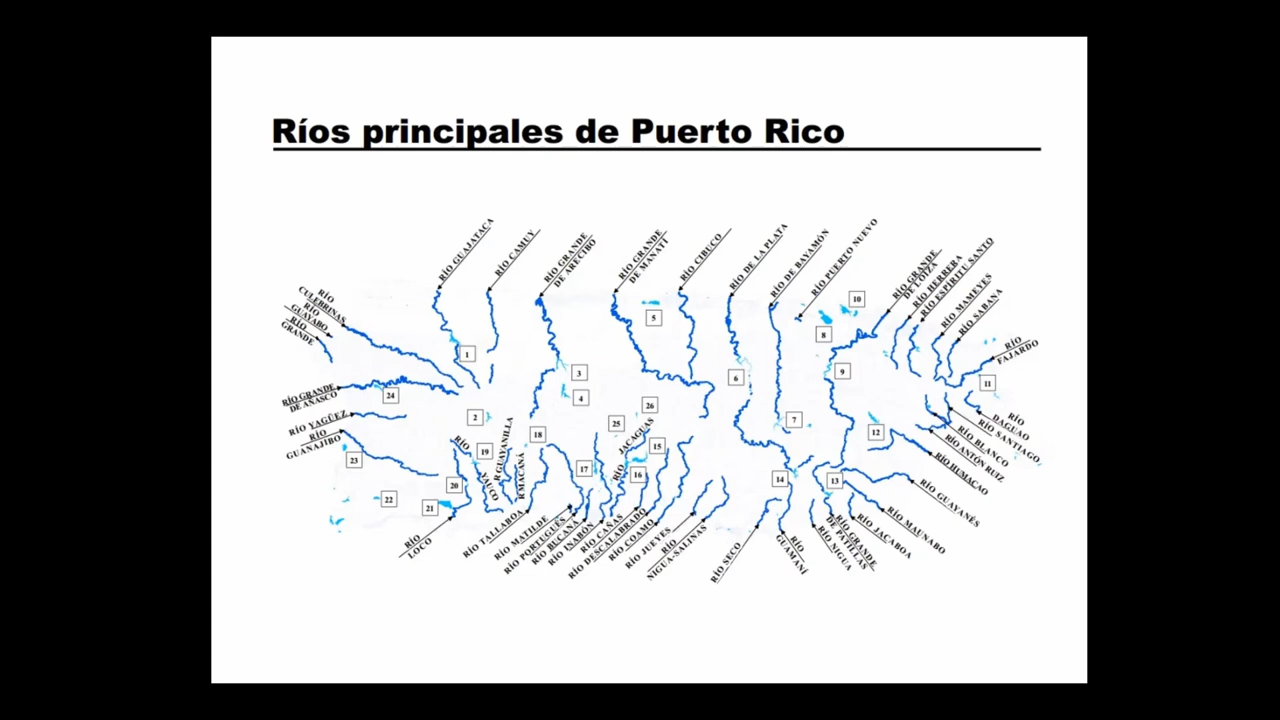 Ríos principales de Puerto Rico
RÍO GUAJATACA
RÍO CAMUY
RÍO GRANDE
DE ARECIBO
RÍO GRANDE
DE MANATÍ
RÍO CIBUCO
RÍO DE LA PLATA
RÍO DE BAYAMÓN
RÍO PUERTO NUEVO
RÍO GRANDE
DE LOÍZA
RÍO HERRERA
RÍO ESPÍRITU SANTO
RÍO MAMEYES
RÍO SABANA
RÍO
FAJARDO
RÍO
CULEBRINAS
RÍO
GUAYABO
RÍO
GRANDE
RÍO GRANDE
DE AÑASCO
RÍO YAGÜEZ
RÍO
GUANAJIBO
10
5
8
1
3
9
6
11
4
24
26
2
25
7
12
18
15
19
23
17
16
14
13
20
22
21
RÍO
YAUCO
R GUAYANILLA
R MACANÁ
RÍO JACAGUAS
RÍO
DAGUAO
RÍO SANTIAGO
RÍO BLANCO
RÍO ANTÓN RUIZ
RÍO HUMACAO
RÍO GUAYANÉS
RÍO MAUNABO
RÍO JACABOA
RÍO GRANDE
DE PATILLAS
RÍO NIGUA
RÍO
GUAMANÍ
RÍO SECO
RÍO
NIGUA-SALINAS
RÍO JUEYES
RÍO COAMO
RÍO DESCALABRADO
RÍO CAÑAS
RÍO INABÓN
RÍO BUCANÁ
RÍO PORTUGUÉS
RÍO MATILDE
RÍO TALLABOA
RÍO
LOCO